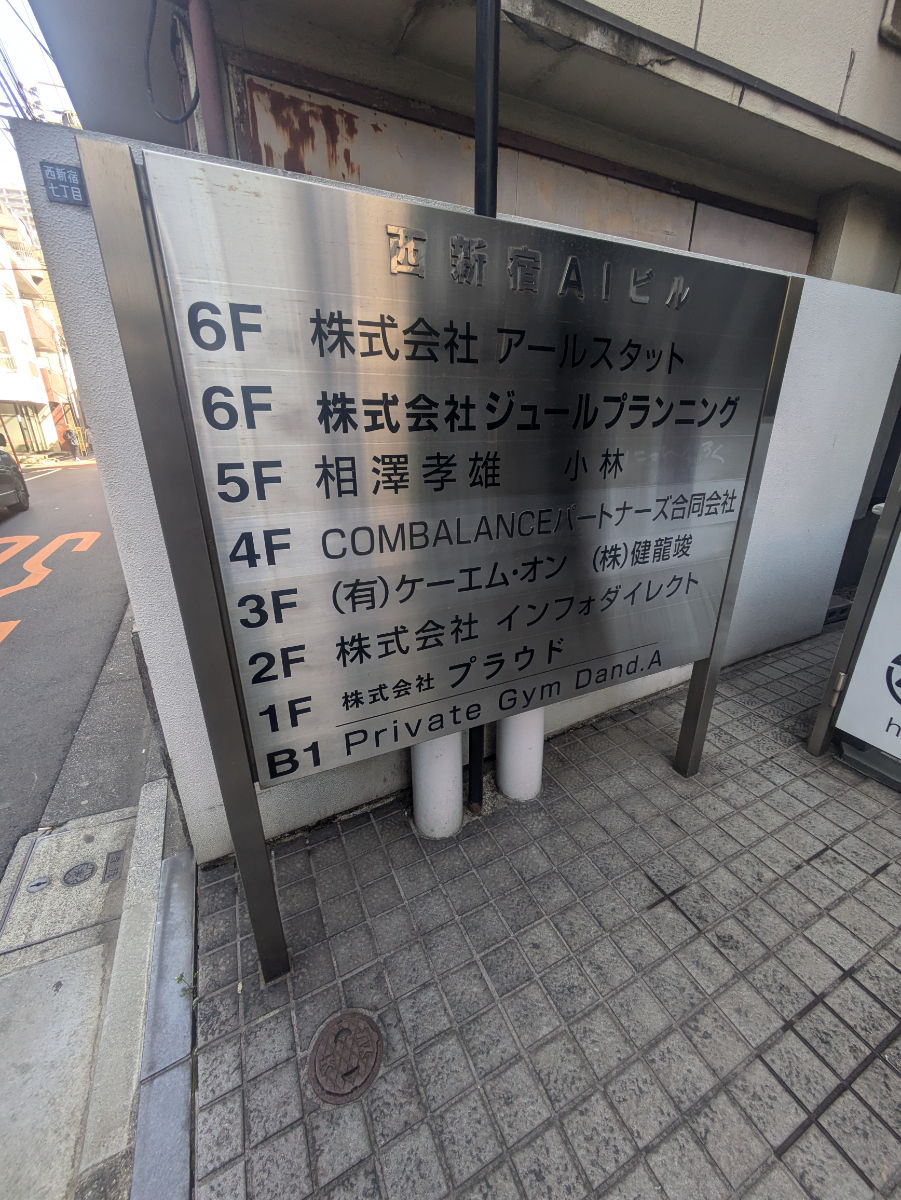 西新宿
七丁目
西新宿AIビル
6F 株式会社 アールスタット
6F 株式会社ジュールプランニング
5F 相澤孝雄 小林
4F COMBALANCEパートナーズ合同会社
3F (有)ケーエム・オン (株)健龍竣
2F 株式会社 インフォダイレクト
1F 株式会社 プラウド
B1 Private Gym Dand.A